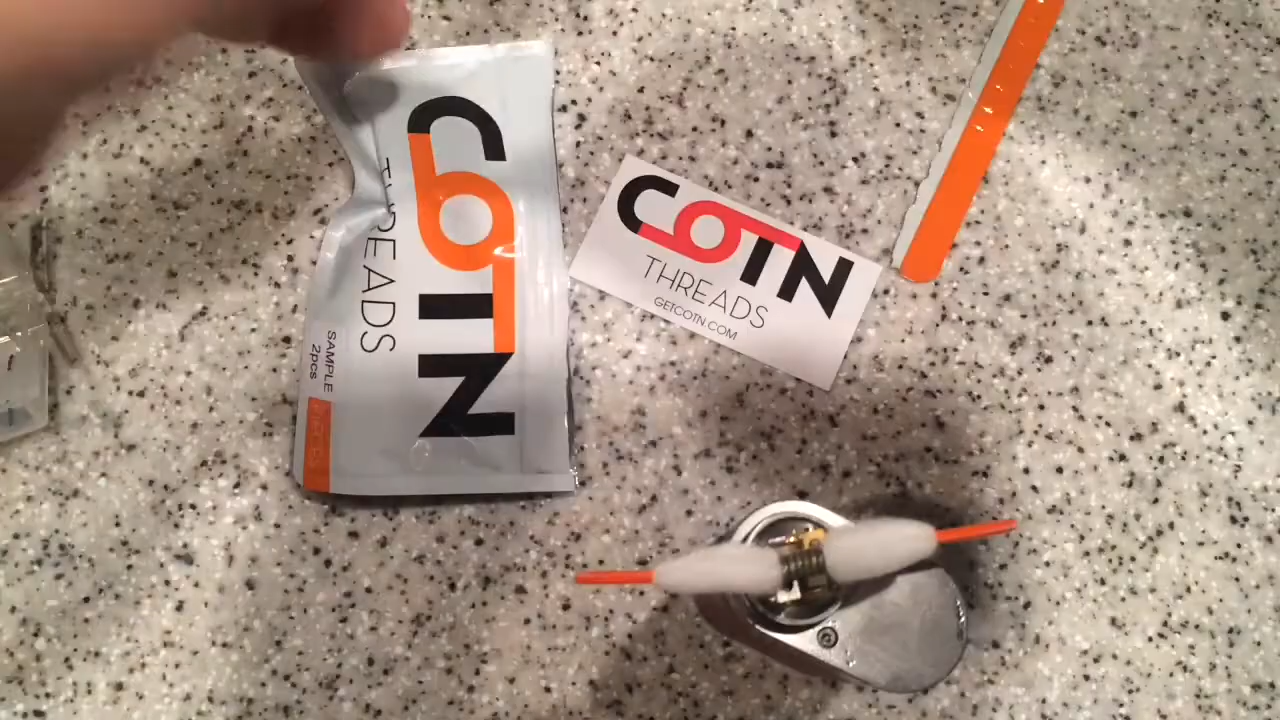 COTN
THREADS
SAMPLE
2pcs
COTN
THREADS
GETCOTN.COM